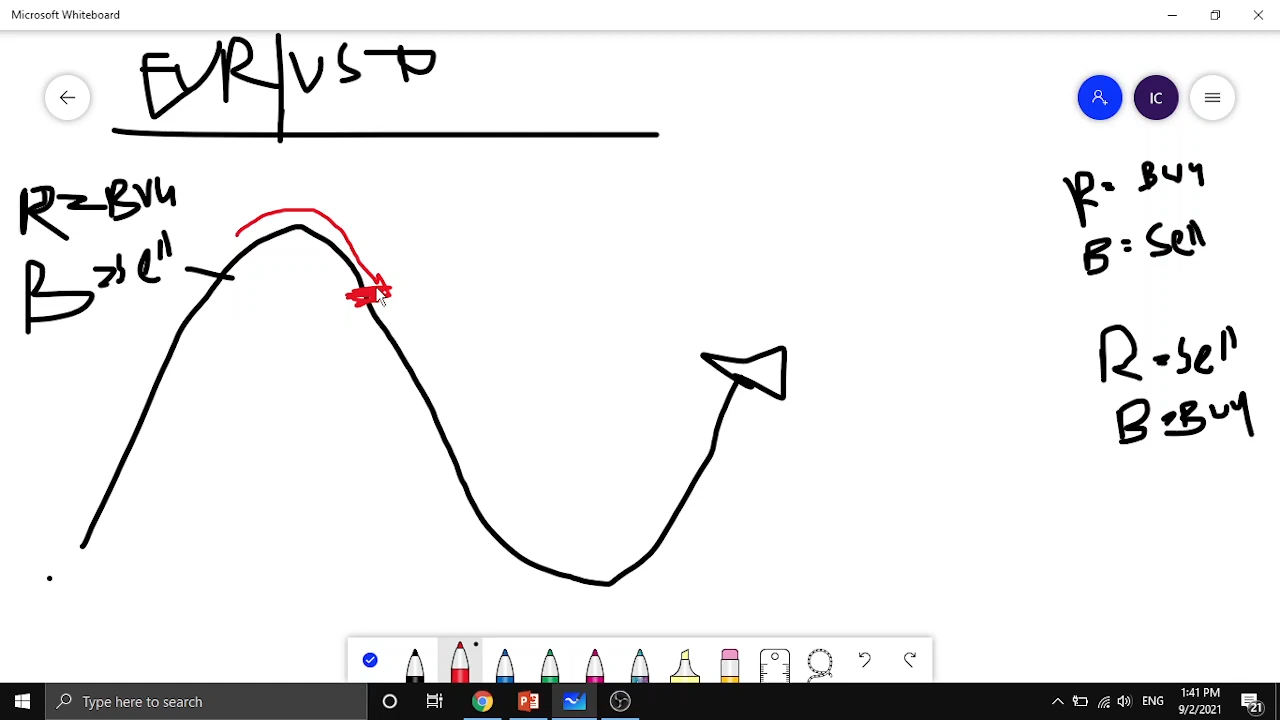 Microsoft Whiteboard
EUR/USD
R=Buy
B=>sell
IC
R= Buy
B= Sell
R=sell
B=Buy
Type here to search
ENG
1:41 PM
9/2/2021
21